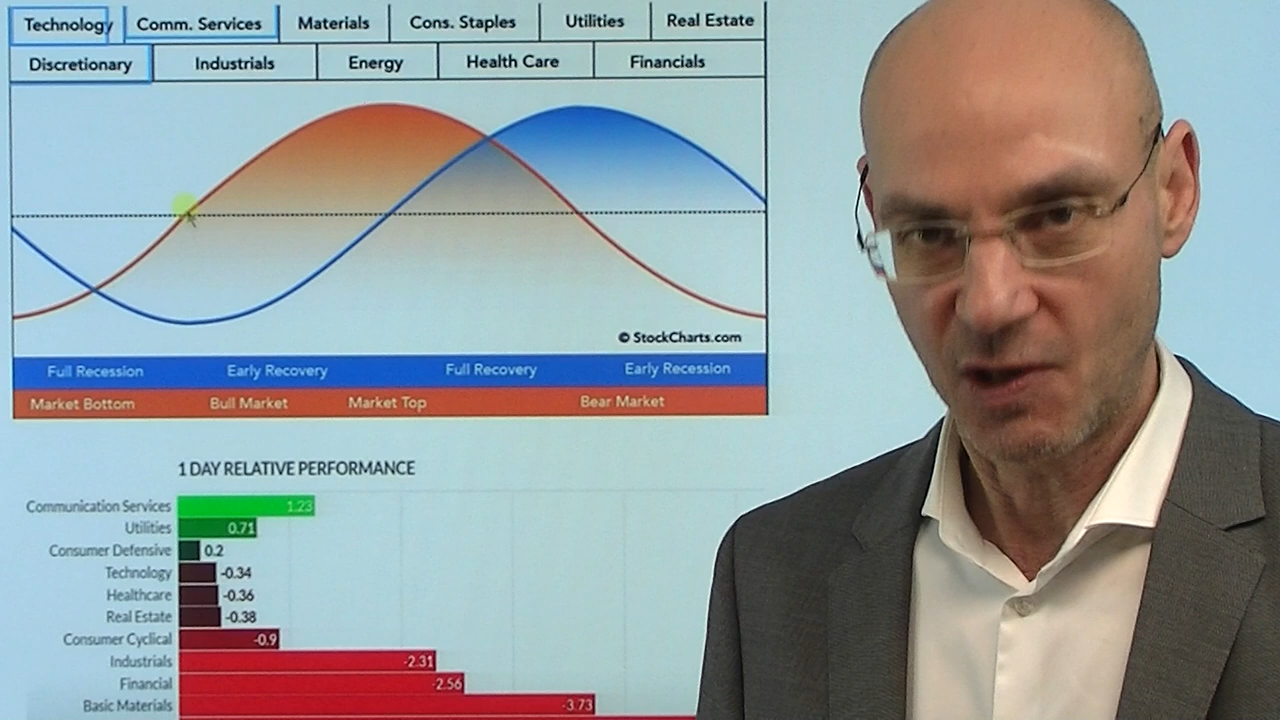 Technology Comm. Services Materials Cons. Staples Utilities Real Estate
Discretionary Industrials Energy Health Care Financials
© StockCharts.com
Full Recession Early Recovery Full Recovery Early Recession
Market Bottom Bull Market Market Top Bear Market
1 DAY RELATIVE PERFORMANCE
Communication Services 1.23
Utilities 0.71
Consumer Defensive 0.2
Technology -0.34
Healthcare -0.36
Real Estate -0.38
Consumer Cyclical -0.9
Industrials -2.31
Financial -2.56
Basic Materials -3.73